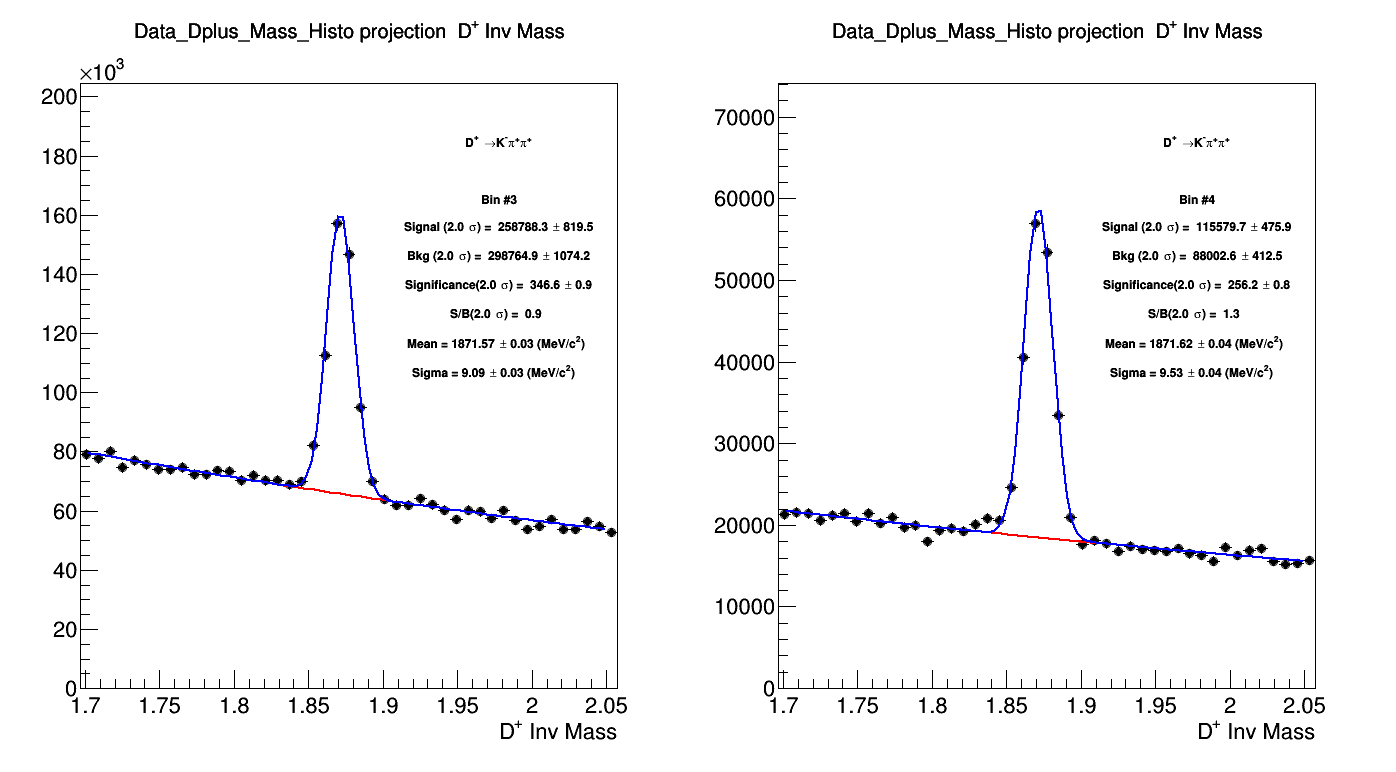 Data_Dplus_Mass_Histo projection D⁺ Inv Mass
×10³
200
180
160
140
120
100
80
60
40
20
0
1.7 1.75 1.8 1.85 1.9 1.95 2 2.05
D⁺ Inv Mass
D⁺ →K⁻π⁺π⁺
Bin #3
Signal (2.0 σ) = 258788.3 ± 819.5
Bkg (2.0 σ) = 298764.9 ± 1074.2
Significance(2.0 σ) = 346.6 ± 0.9
S/B(2.0 σ) = 0.9
Mean = 1871.57 ± 0.03 (MeV/c²)
Sigma = 9.09 ± 0.03 (MeV/c²)
Data_Dplus_Mass_Histo projection D⁺ Inv Mass
70000
60000
50000
40000
30000
20000
10000
0
1.7 1.75 1.8 1.85 1.9 1.95 2 2.05
D⁺ Inv Mass
D⁺ →K⁻π⁺π⁺
Bin #4
Signal (2.0 σ) = 115579.7 ± 475.9
Bkg (2.0 σ) = 88002.6 ± 412.5
Significance(2.0 σ) = 256.2 ± 0.8
S/B(2.0 σ) = 1.3
Mean = 1871.62 ± 0.04 (MeV/c²)
Sigma = 9.53 ± 0.04 (MeV/c²)